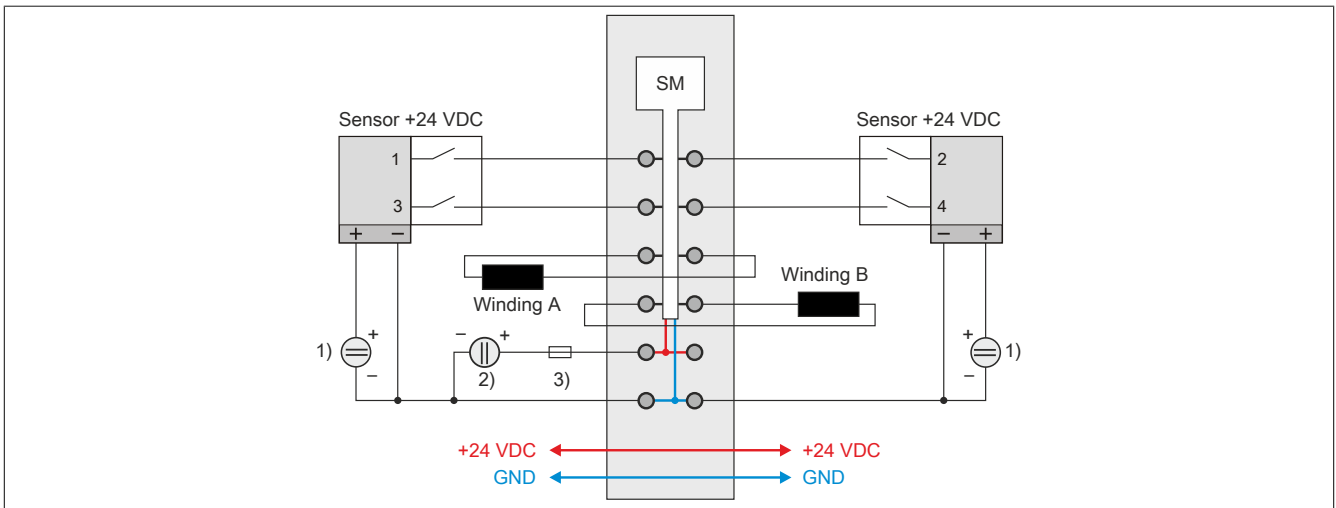 SM
Sensor +24 VDC
Sensor +24 VDC
1
2
3
4
+ −
− +
Winding A
Winding B
1)
+
−
− +
2)
3)
+
−
1)
+24 VDC
+24 VDC
GND
GND